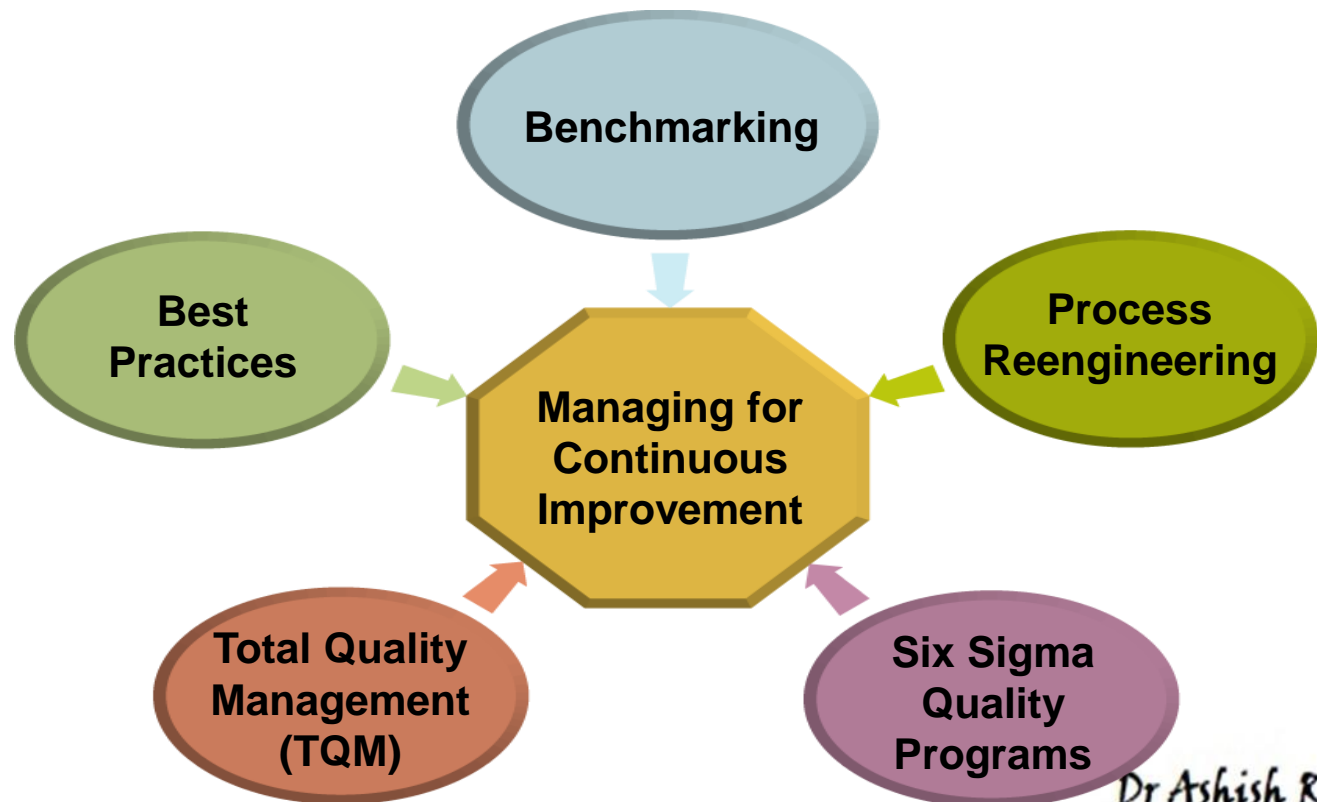 Benchmarking
Best
Practices
Process
Reengineering
Managing for
Continuous
Improvement
Total Quality
Management
(TQM)
Six Sigma
Quality
Programs
Dr Ashish R